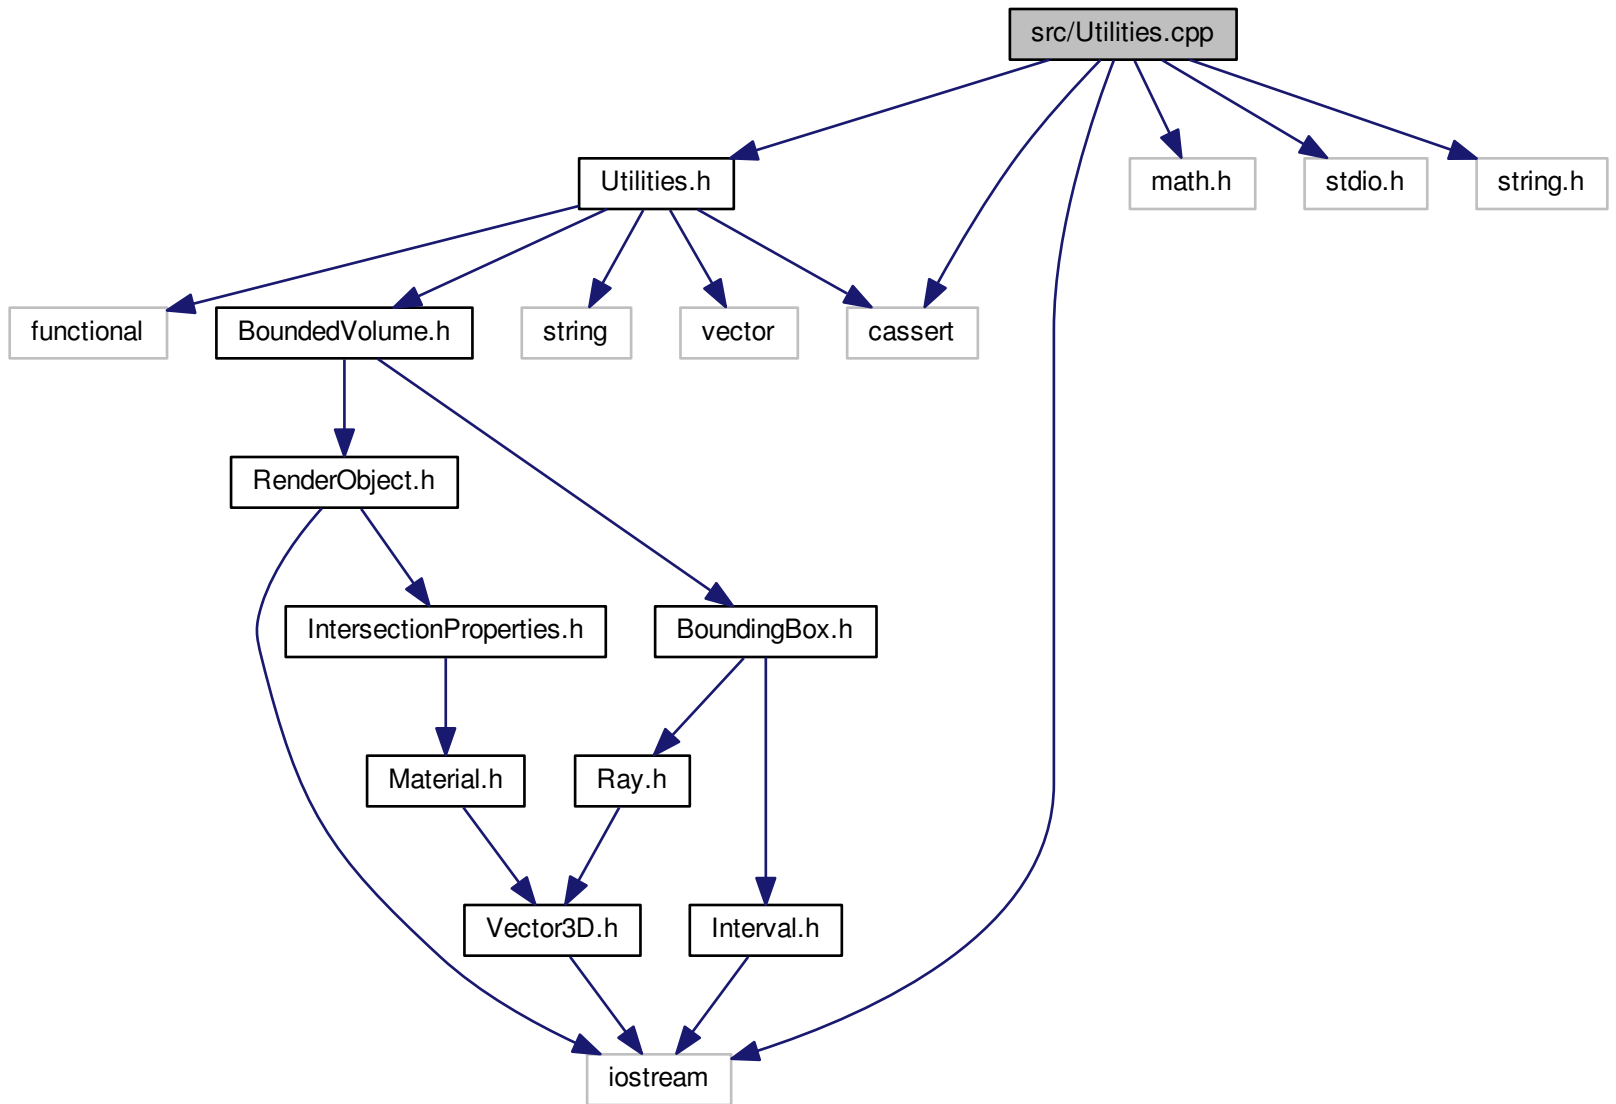 src/Utilities.cpp
Utilities.h
math.h
stdio.h
string.h
functional
BoundedVolume.h
string
vector
cassert
RenderObject.h
IntersectionProperties.h
BoundingBox.h
Material.h
Ray.h
Vector3D.h
Interval.h
iostream